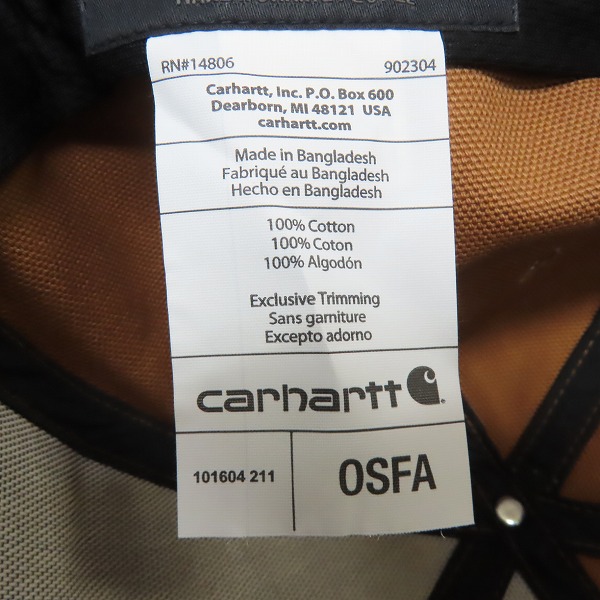 RN#14806 902304
Carhartt, Inc. P.O. Box 600
Dearborn, MI 48121 USA
carhartt.com
Made in Bangladesh
Fabriqué au Bangladesh
Hecho en Bangladesh
100% Cotton
100% Coton
100% Algodón
Exclusive Trimming
Sans garniture
Excepto adorno
carhartt
101604 211 OSFA